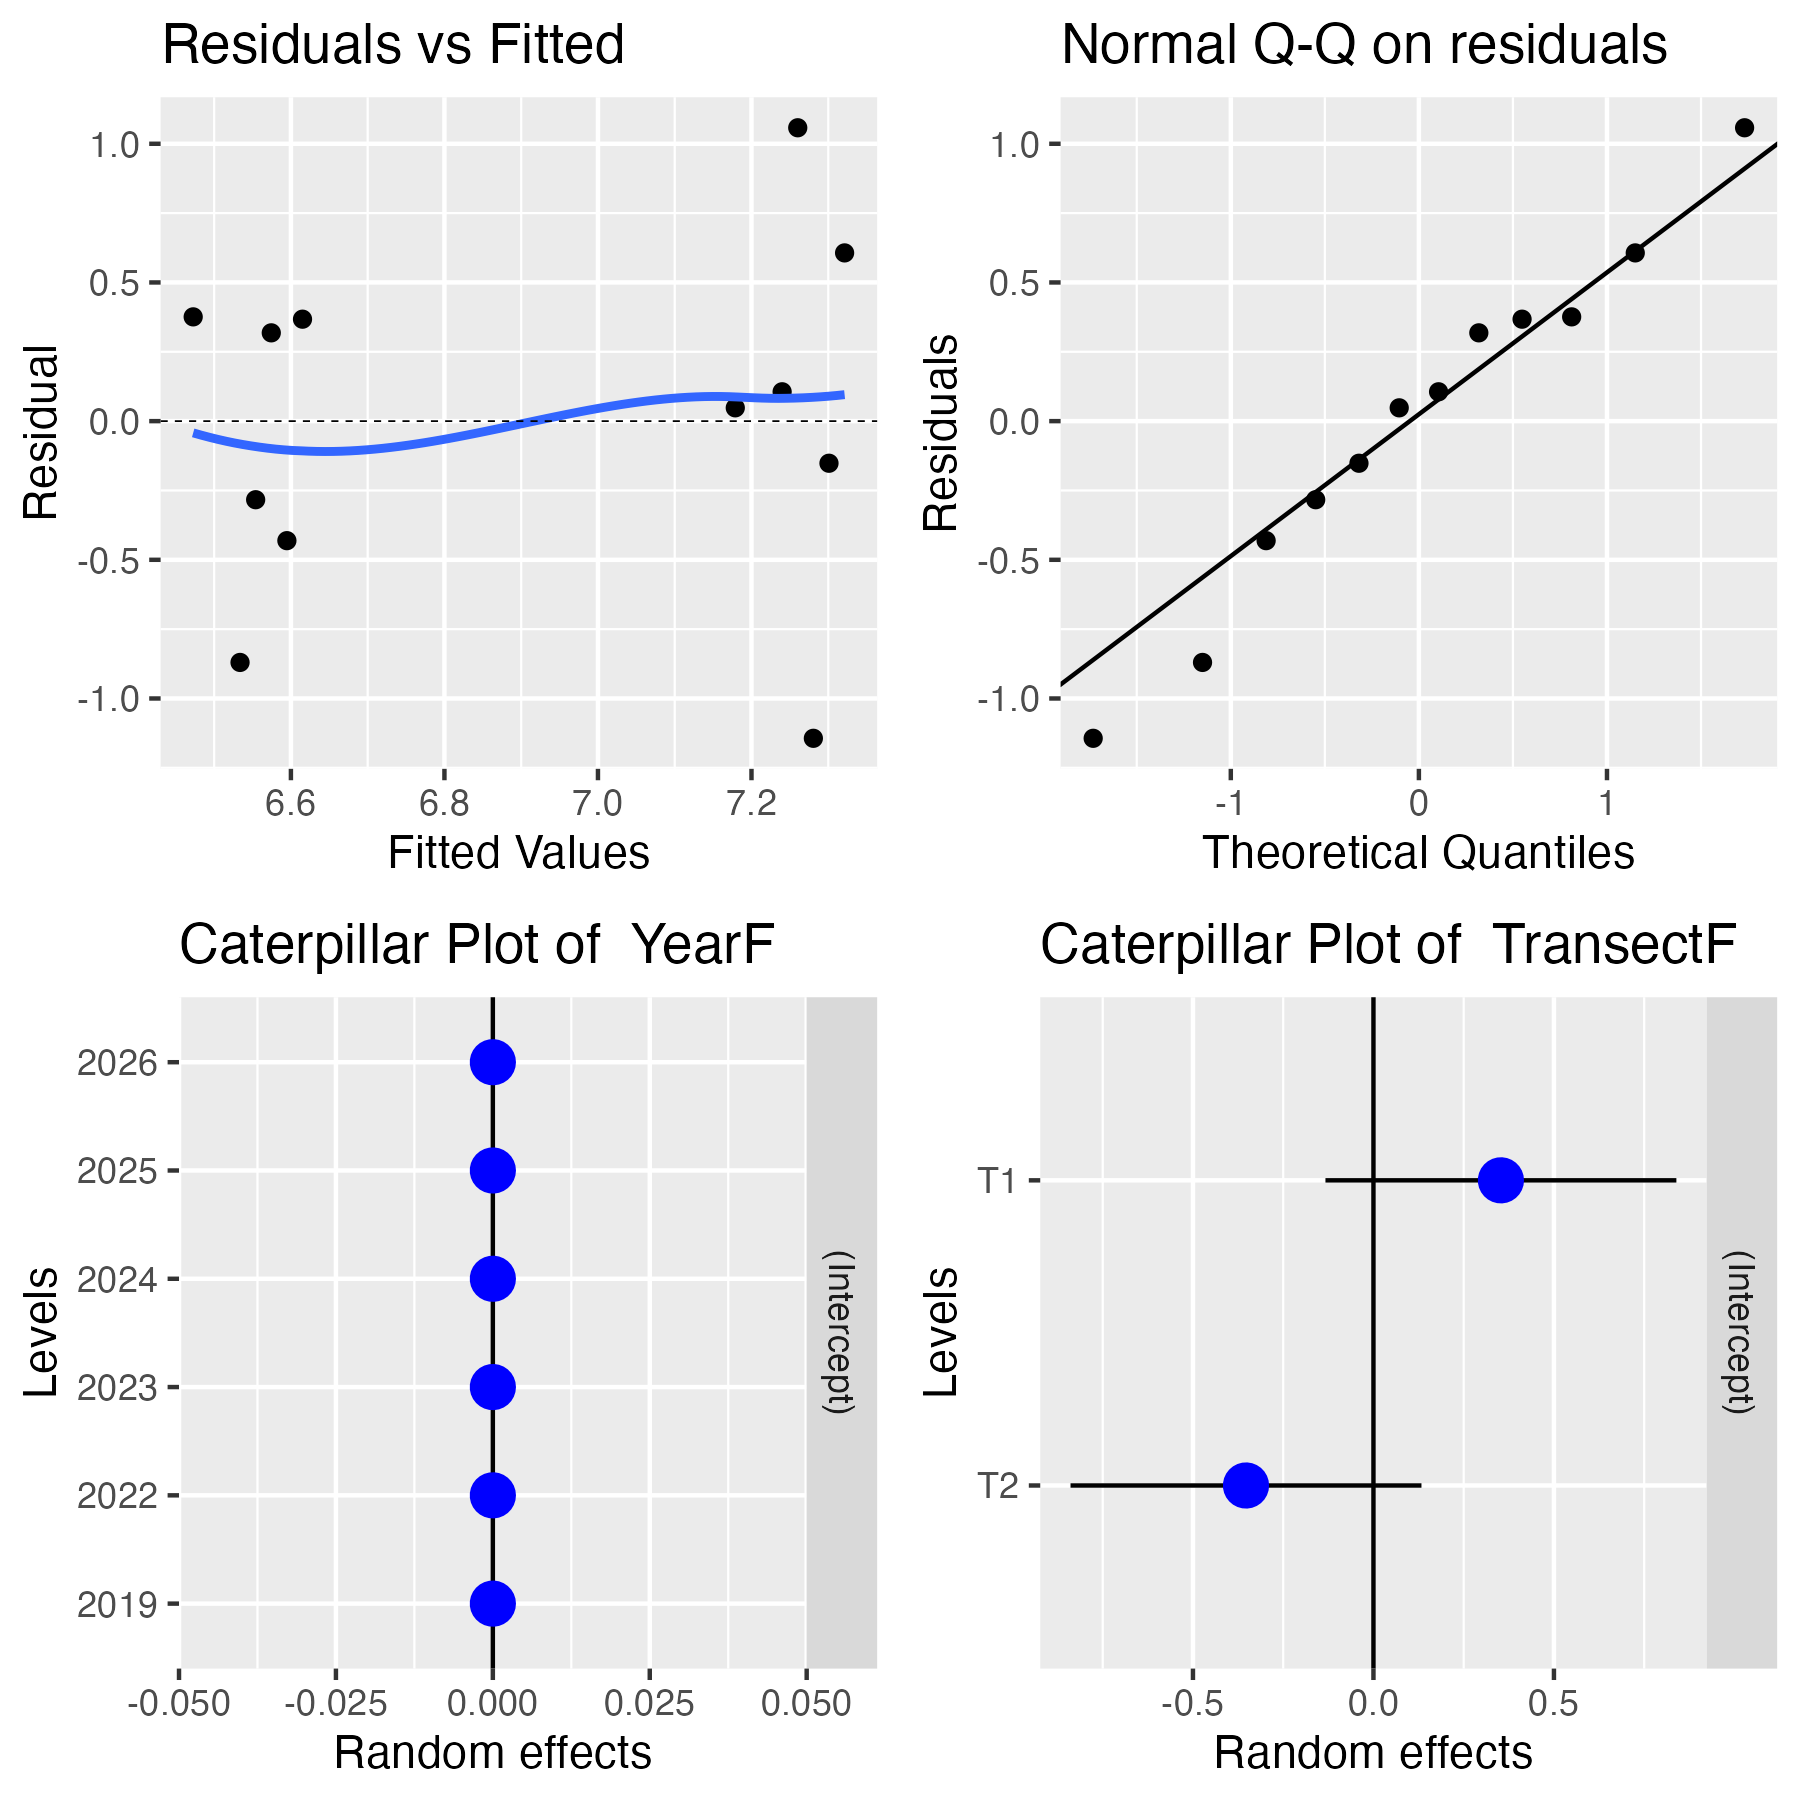 Residuals vs Fitted
1.0
0.5
0.0
-0.5
-1.0
Residual
6.6 6.8 7.0 7.2
Fitted Values
Normal Q-Q on residuals
1.0
0.5
0.0
-0.5
-1.0
Residuals
-1 0 1
Theoretical Quantiles
Caterpillar Plot of YearF
2026
2025
2024
2023
2022
2019
Levels
(Intercept)
-0.050 -0.025 0.000 0.025 0.050
Random effects
Caterpillar Plot of TransectF
T1
T2
Levels
(Intercept)
-0.5 0.0 0.5
Random effects